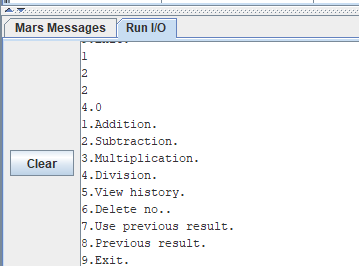 Mars Messages
Run I/O
1
2
2
2
4.0
1.Addition.
2.Subtraction.
3.Multiplication.
4.Division.
5.View history.
6.Delete no..
7.Use previous result.
8.Previous result.
9.Exit.
Clear